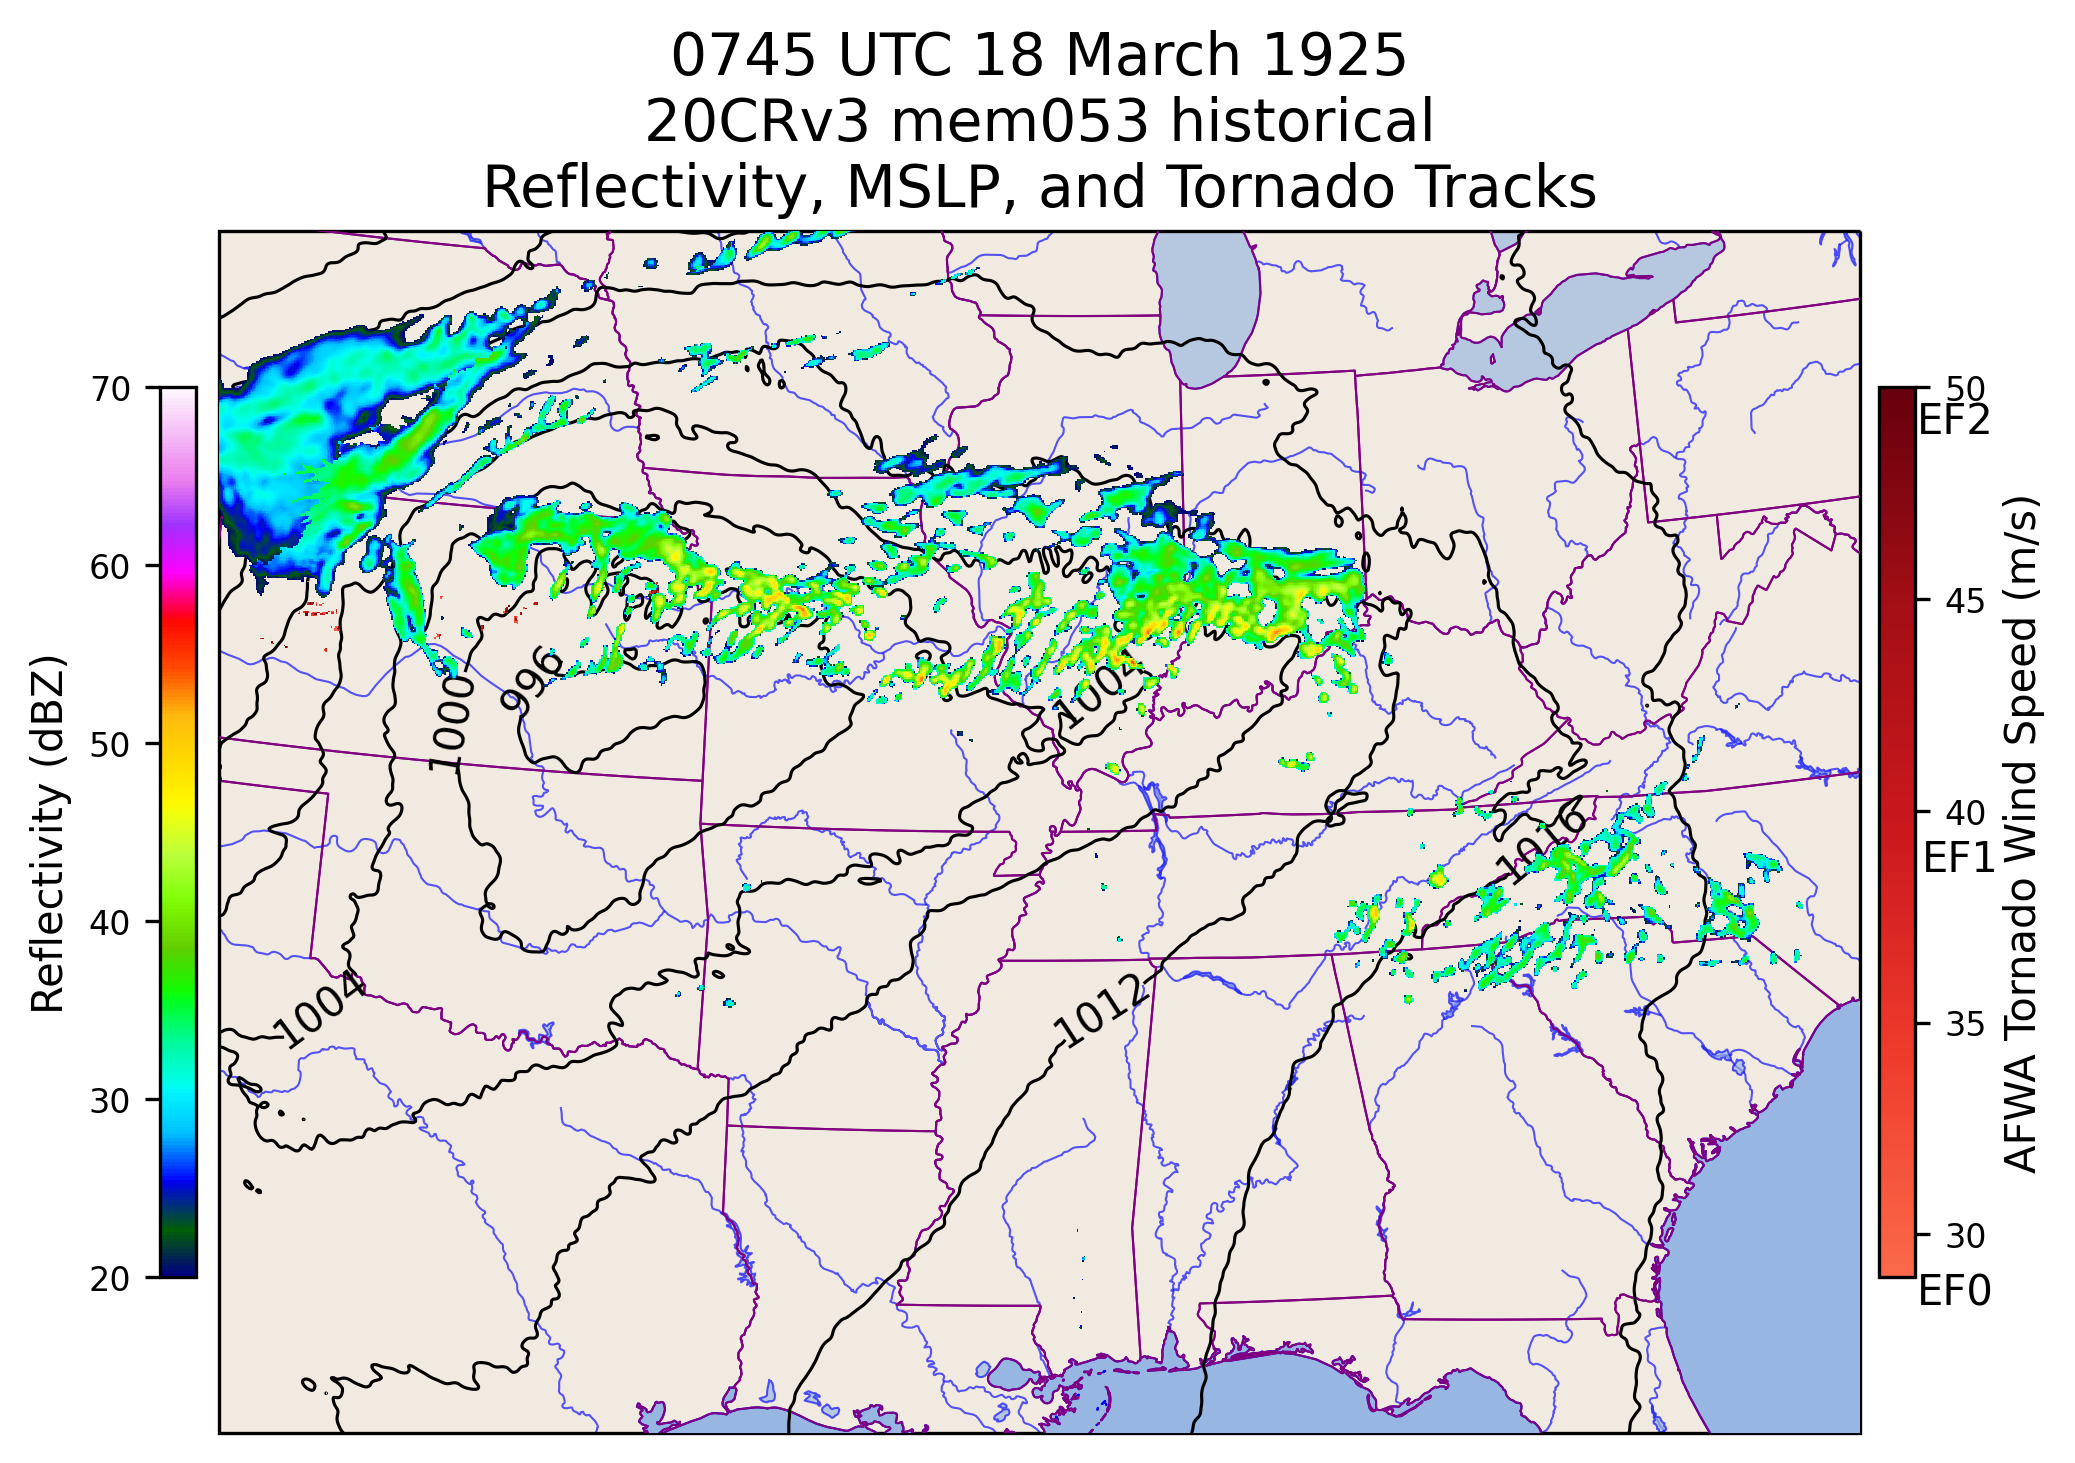 0745 UTC 18 March 1925
20CRv3 mem053 historical
Reflectivity, MSLP, and Tornado Tracks
70
60
50
40
30
20
Reflectivity (dBZ)
996
1000
1004
1004
1012
1016
50
EF2
45
40
EF1
35
30
EF0
AFWA Tornado Wind Speed (m/s)